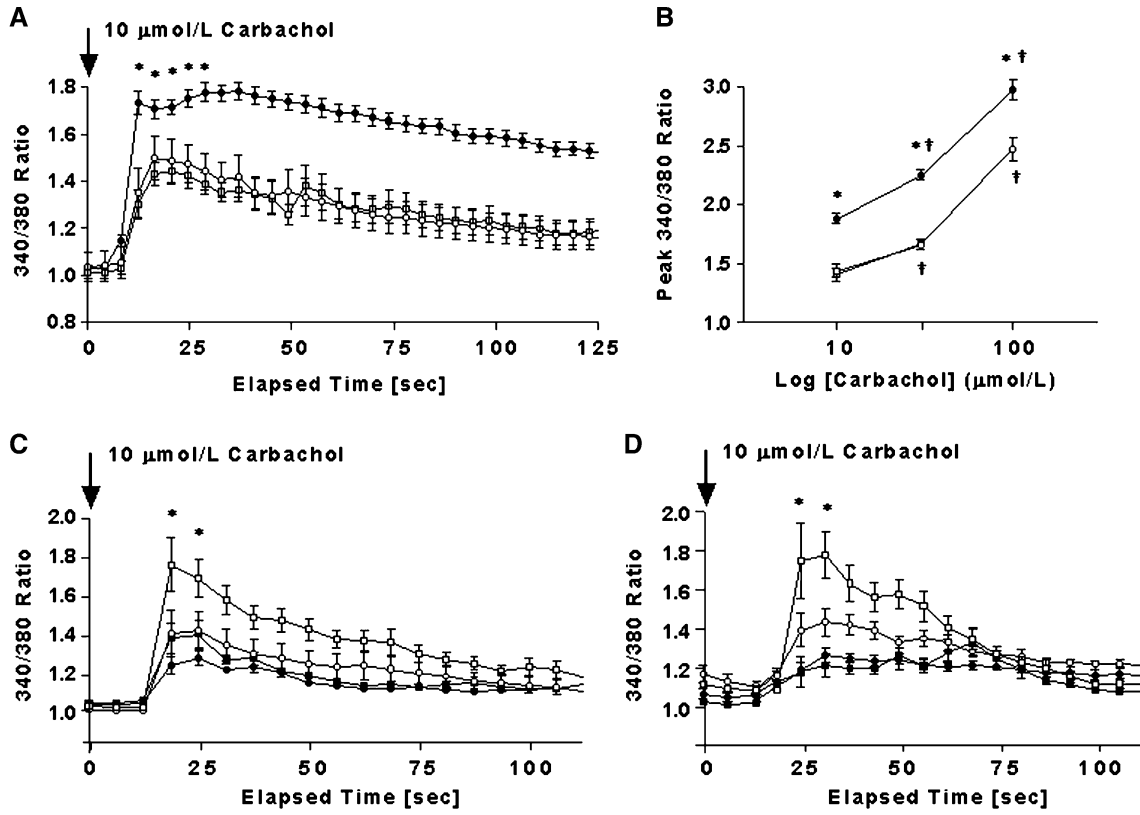 A
10 μmol/L Carbachol
* * * * *
340/380 Ratio
1.8
1.6
1.4
1.2
1.0
0.8
0 25 50 75 100 125
Elapsed Time [sec]
B
Peak 340/380 Ratio
3.0
2.5
2.0
1.5
1.0
* †
* †
*
†
†
10 100
Log [Carbachol] (μmol/L)
C
10 μmol/L Carbachol
* *
340/380 Ratio
2.0
1.8
1.6
1.4
1.2
1.0
0 25 50 75 100
Elapsed Time [sec]
D
10 μmol/L Carbachol
* *
340/380 Ratio
2.0
1.8
1.6
1.4
1.2
1.0
0 25 50 75 100
Elapsed Time [sec]